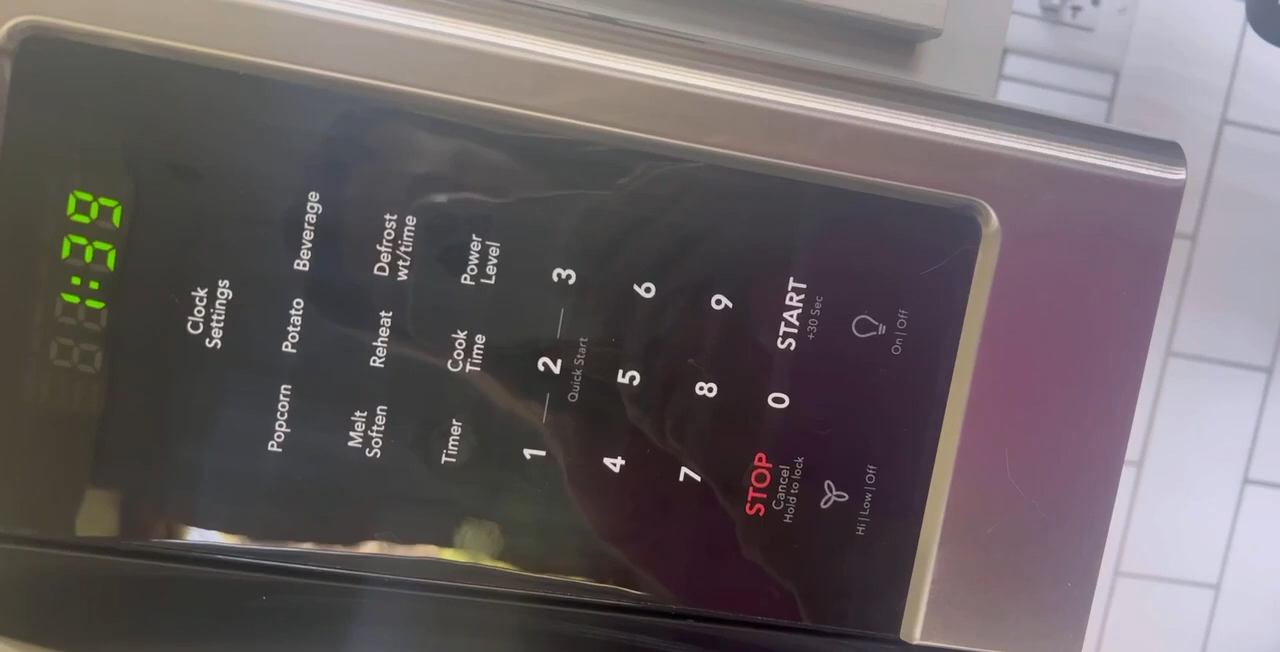 1:39
Clock
Settings
Popcorn Potato Beverage
Melt
Soften
Reheat
Defrost
wt/time
Timer
Cook
Time
Power
Level
1 2 3
Quick Start
4 5 6
7 8 9
STOP 0 START
Cancel
Hold to lock
+30 Sec
Hi | Low | Off
On | Off